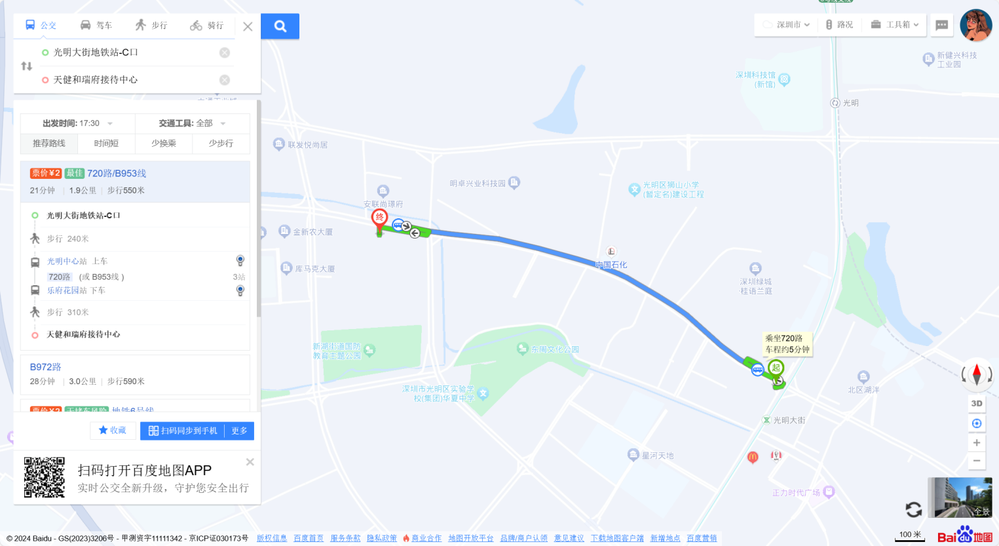 公交
驾车
步行
骑行
光明大街地铁站-C口
天健和瑞府接待中心
出发时间: 17:30
交通工具: 全部
推荐路线
时间短
少换乘
少步行
票价¥2 最佳 720路/B953线
21分钟 | 1.9公里 | 步行550米
光明大街地铁站-C口
步行 240米
光明中心站 上车
720路 (或 B953线 )
3站
乐府花园站 下车
步行 310米
天健和瑞府接待中心
B972路
28分钟 | 3.0公里 | 步行590米
票价¥2 无堵车风险 地铁6号线
收藏
扫码同步到手机
更多
扫码打开百度地图APP
实时公交全新升级，守护您安全出行
深圳市
路况
工具箱
新健兴科技
工业园
深圳科技馆
(新馆)
光明
联发悦尚居
明卓兴业科技园
光明区狮山小学
(暂定名)建设工程
安联尚璟府
终
金新农大厦
库马克大厦
中国石化
深圳绿城
·桂语兰庭
新湖街道国防
教育主题公园
东周文化公园
乘坐720路
车程约5分钟
起
深圳市光明区实验学
校(集团)华夏中学
北区湖泮
光明大街
星河天地
正力时代广场
3D
全景
100 米
Bai du 地图
© 2024 Baidu - GS(2023)3206号 - 甲测资字11111342 - 京ICP证030173号
版权信息
百度首页
服务条款
隐私政策
商业合作
地图开放平台
品牌/商户认领
意见建议
下载地图客户端
新增地点
百度营销